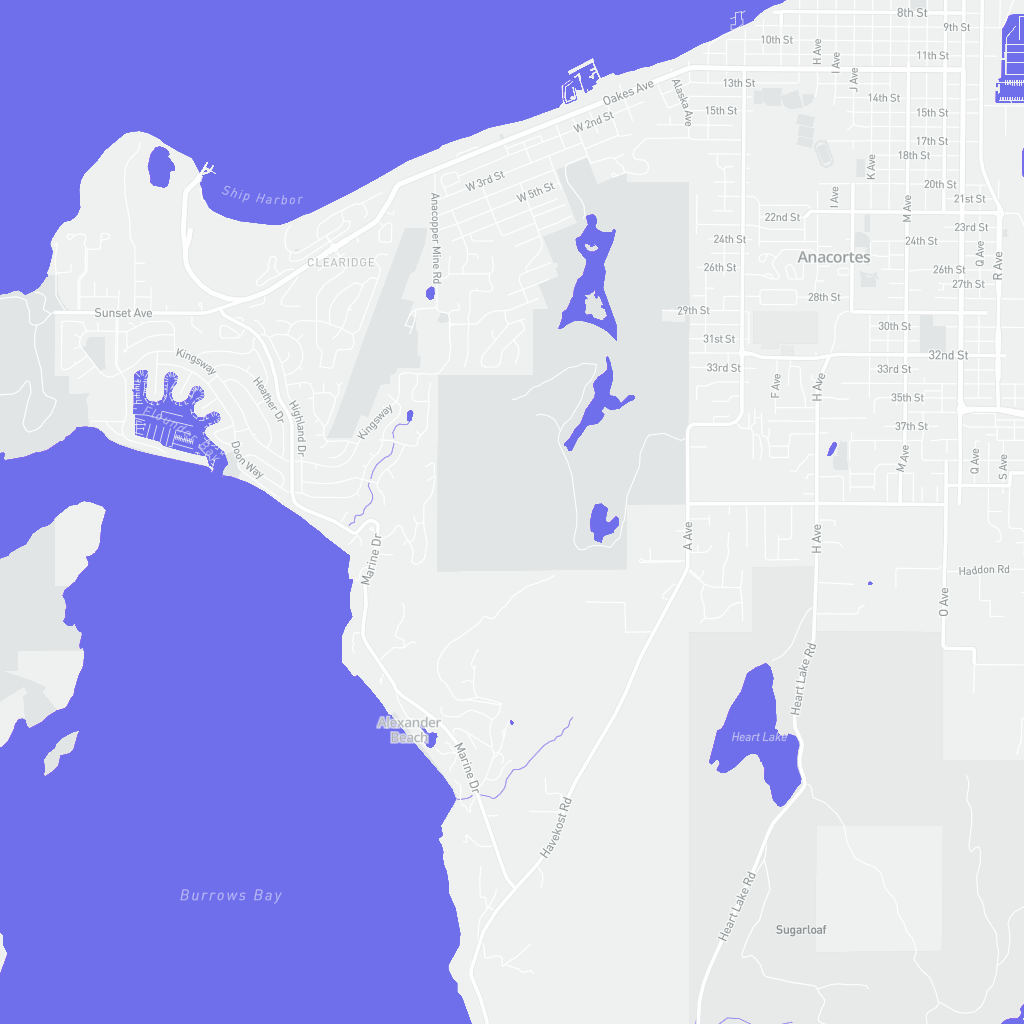 8th St
9th St
10th St
H Ave
I Ave
11th St
J Ave
13th St
Oakes Ave
Alaska Ave
14th St
15th St
15th St
W 2nd St
17th St
18th St
K Ave
W 3rd St
W 5th St
20th St
21st St
Ship Harbor
I Ave
M Ave
22nd St
23rd St
Anacopper Mine Rd
24th St
24th St
Q Ave
R Ave
CLEARIDGE
Anacortes
26th St
26th St
27th St
28th St
29th St
Sunset Ave
30th St
31st St
32nd St
Kingsway
33rd St
33rd St
Heather Dr
F Ave
H Ave
35th St
Highland Dr
Kingsway
37th St
Doon Way
M Ave
Q Ave
S Ave
Marine Dr
A Ave
H Ave
Haddon Rd
O Ave
Heart Lake Rd
Alexander
Beach
Heart Lake
Marine Dr
Havekost Rd
Burrows Bay
Heart Lake Rd
Sugarloaf